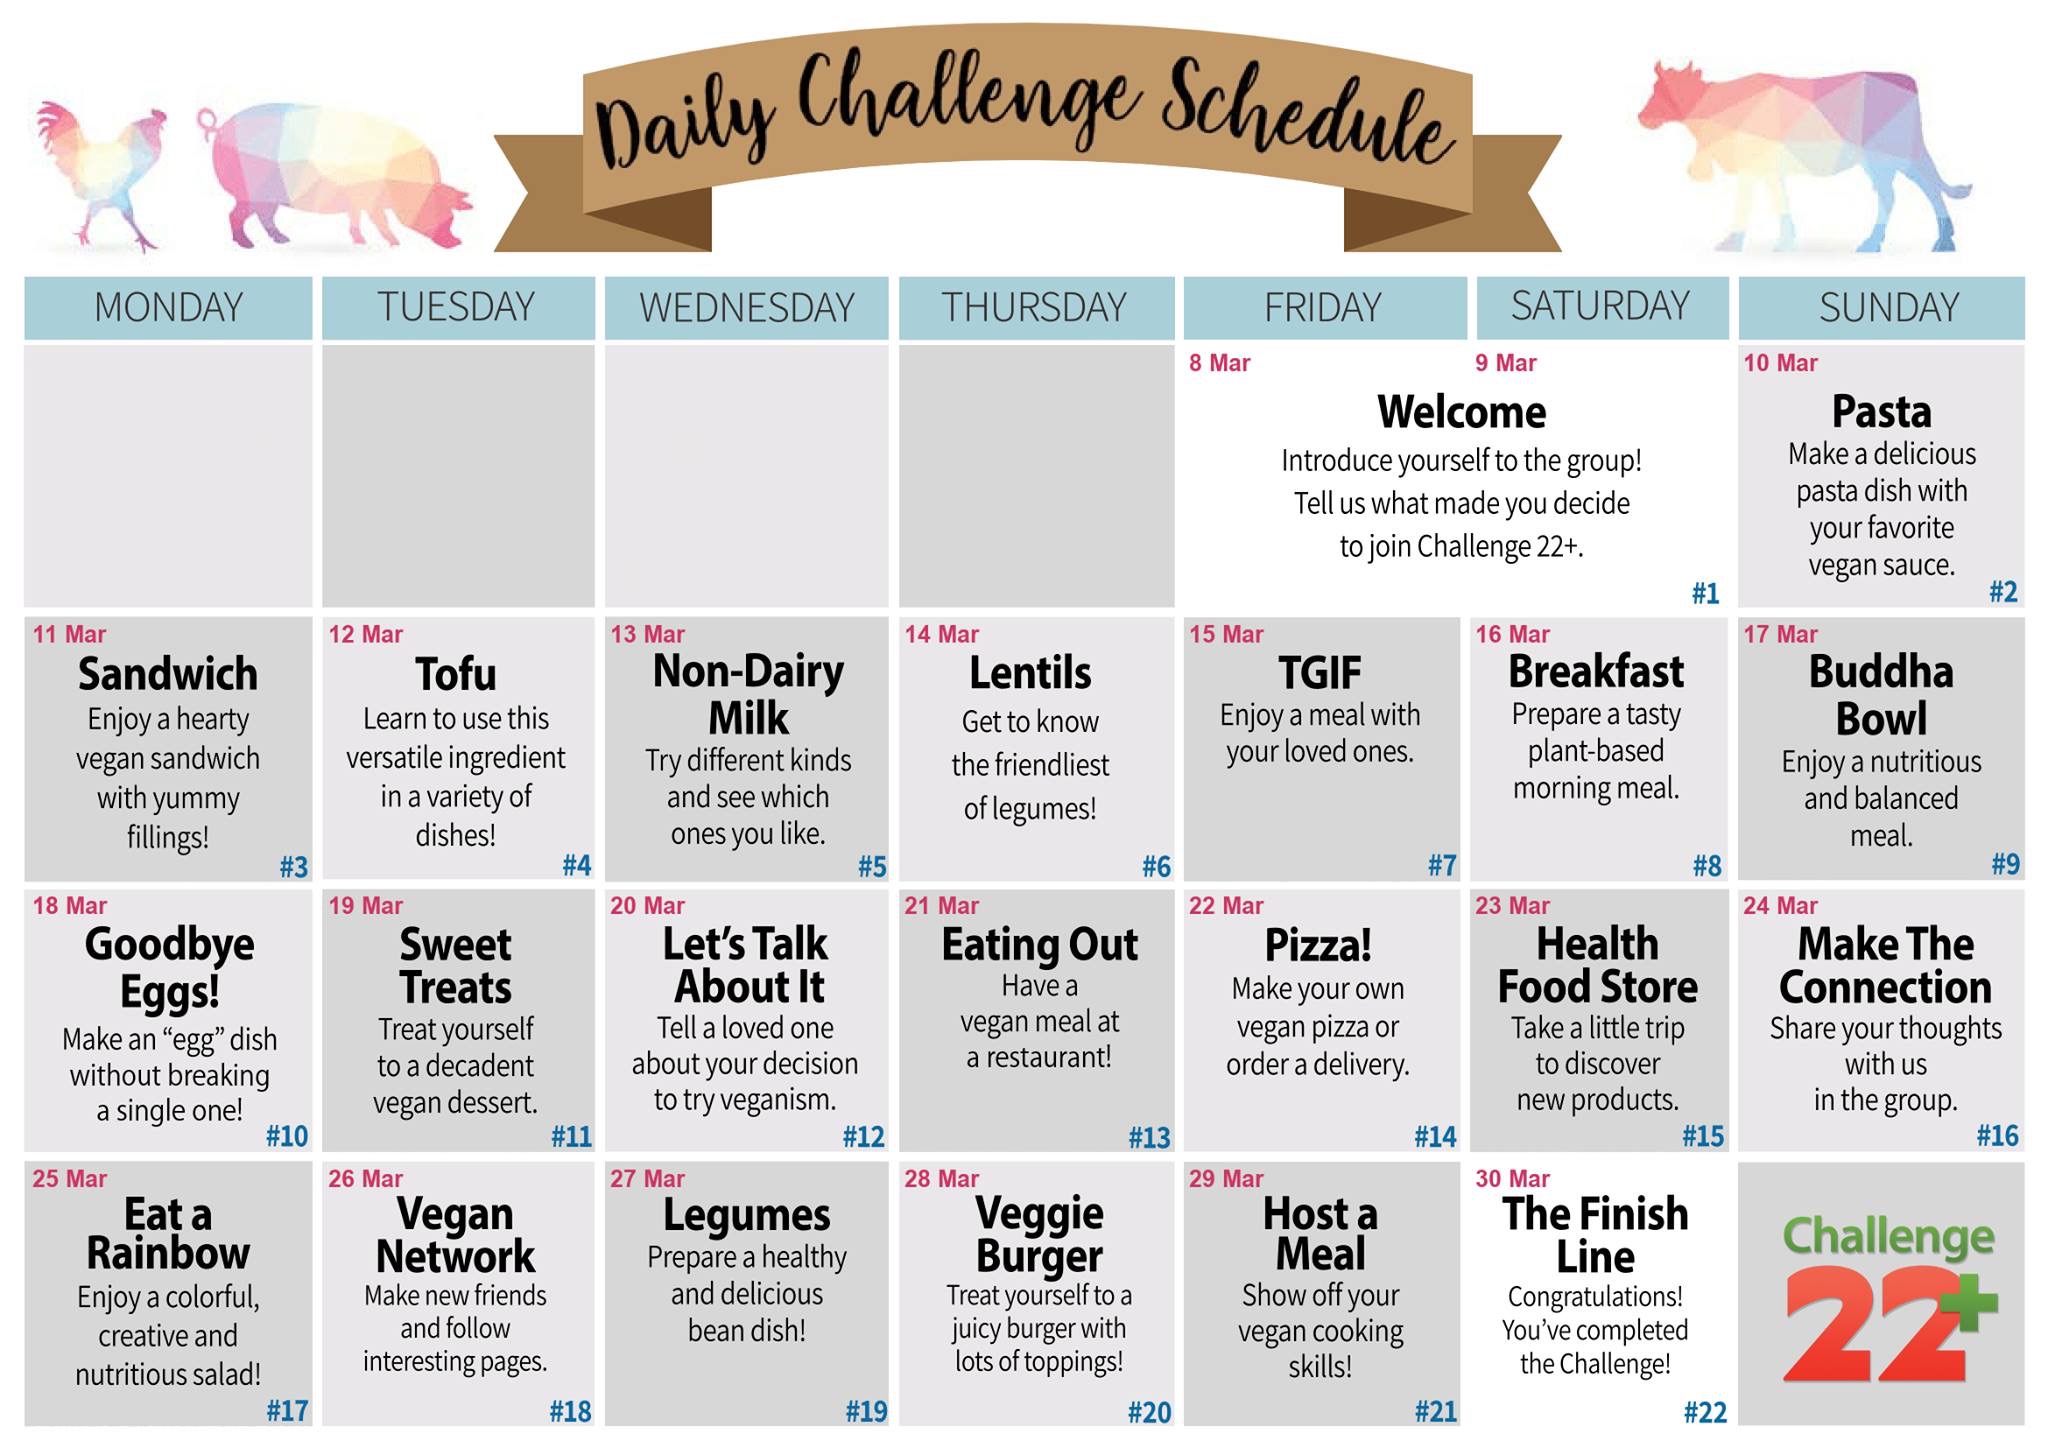 Daily Challenge Schedule
MONDAY
TUESDAY
WEDNESDAY
THURSDAY
FRIDAY
SATURDAY
SUNDAY
8 Mar
9 Mar
Welcome
Introduce yourself to the group!
Tell us what made you decide
to join Challenge 22+.
#1
10 Mar
Pasta
Make a delicious
pasta dish with
your favorite
vegan sauce.
#2
11 Mar
Sandwich
Enjoy a hearty
vegan sandwich
with yummy
fillings!
#3
12 Mar
Tofu
Learn to use this
versatile ingredient
in a variety of
dishes!
#4
13 Mar
Non-Dairy
Milk
Try different kinds
and see which
ones you like.
#5
14 Mar
Lentils
Get to know
the friendliest
of legumes!
#6
15 Mar
TGIF
Enjoy a meal with
your loved ones.
#7
16 Mar
Breakfast
Prepare a tasty
plant-based
morning meal.
#8
17 Mar
Buddha
Bowl
Enjoy a nutritious
and balanced
meal.
#9
18 Mar
Goodbye
Eggs!
Make an “egg” dish
without breaking
a single one!
#10
19 Mar
Sweet
Treats
Treat yourself
to a decadent
vegan dessert.
#11
20 Mar
Let’s Talk
About It
Tell a loved one
about your decision
to try veganism.
#12
21 Mar
Eating Out
Have a
vegan meal at
a restaurant!
#13
22 Mar
Pizza!
Make your own
vegan pizza or
order a delivery.
#14
23 Mar
Health
Food Store
Take a little trip
to discover
new products.
#15
24 Mar
Make The
Connection
Share your thoughts
with us
in the group.
#16
25 Mar
Eat a
Rainbow
Enjoy a colorful,
creative and
nutritious salad!
#17
26 Mar
Vegan
Network
Make new friends
and follow
interesting pages.
#18
27 Mar
Legumes
Prepare a healthy
and delicious
bean dish!
#19
28 Mar
Veggie
Burger
Treat yourself to a
juicy burger with
lots of toppings!
#20
29 Mar
Host a
Meal
Show off your
vegan cooking
skills!
#21
30 Mar
The Finish
Line
Congratulations!
You’ve completed
the Challenge!
#22
Challenge
22+